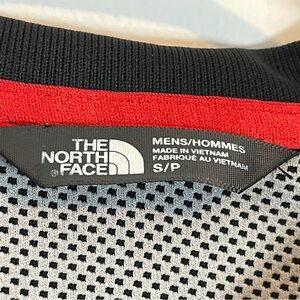 THE
NORTH
FACE
MENS/HOMMES
MADE IN VIETNAM
FABRIQUÉ AU VIETNAM
S/P